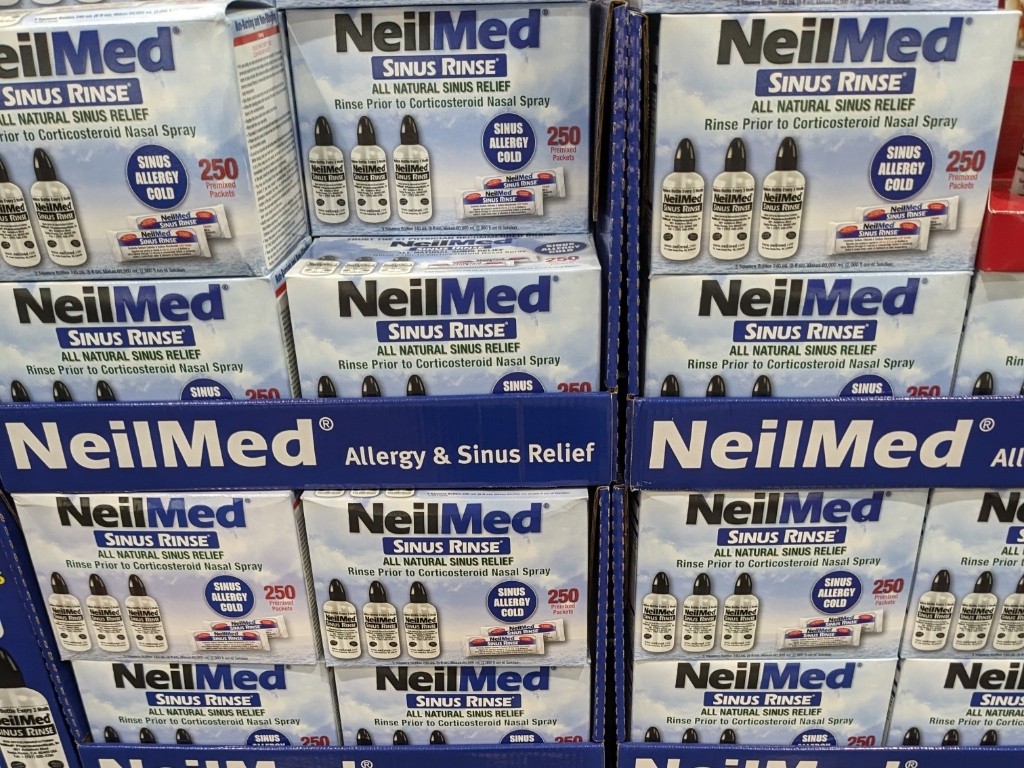 NeilMed®
SINUS RINSE®
ALL NATURAL SINUS RELIEF
Rinse Prior to Corticosteroid Nasal Spray
SINUS
ALLERGY
COLD
250
Premixed
Packets
NeilMed®
SINUS RINSE®
ALL NATURAL SINUS RELIEF
Rinse Prior to Corticosteroid Nasal Spray
SINUS
ALLERGY
COLD
250
Premixed
Packets
NeilMed
SINUS RINSE
NeilMed®
SINUS RINSE®
ALL NATURAL SINUS RELIEF
Rinse Prior to Corticosteroid Nasal Spray
SINUS
ALLERGY
COLD
250
Premixed
Packets
NeilMed
SINUS RINSE
NeilMed®
SINUS RINSE®
ALL NATURAL SINUS RELIEF
Rinse Prior to Corticosteroid Nasal Spray
SINUS
250
NeilMed®
SINUS RINSE®
ALL NATURAL SINUS RELIEF
Rinse Prior to Corticosteroid Nasal Spray
SINUS
250
NeilMed®
SINUS RINSE®
ALL NATURAL SINUS RELIEF
Rinse Prior to Corticosteroid Nasal Spray
SINUS
250
NeilMed® Allergy & Sinus Relief
NeilMed® All
NeilMed®
SINUS RINSE®
ALL NATURAL SINUS RELIEF
Rinse Prior to Corticosteroid Nasal Spray
SINUS
ALLERGY
COLD
250
Premixed
Packets
NeilMed®
SINUS RINSE®
ALL NATURAL SINUS RELIEF
Rinse Prior to Corticosteroid Nasal Spray
SINUS
ALLERGY
COLD
250
Premixed
Packets
NeilMed®
SINUS RINSE®
ALL NATURAL SINUS RELIEF
Rinse Prior to Corticosteroid Nasal Spray
SINUS
ALLERGY
COLD
250
Premixed
Packets
NeilMed®
SINUS RINSE®
ALL NATURAL SINUS RELIEF
Rinse Prior to Corticosteroid Nasal Spray
250
NeilMed®
SINUS RINSE®
ALL NATURAL SINUS RELIEF
Rinse Prior to Corticosteroid Nasal Spray
SINUS
250
NeilMed®
SINUS RINSE®
ALL NATURAL SINUS RELIEF
Rinse Prior to Corticosteroid Nasal Spray
SINUS
250